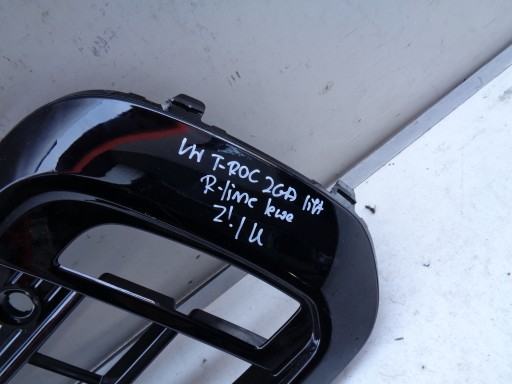 VW T-ROC 2GA lift
R-line lewe